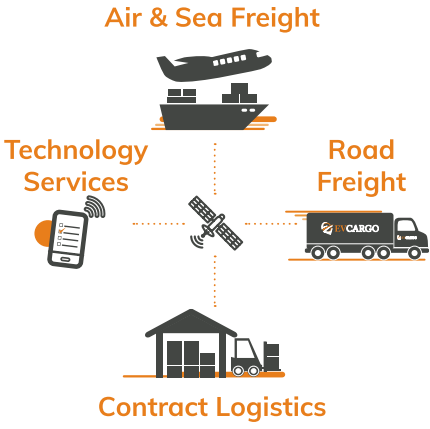 Air & Sea Freight
Technology
Services
Road
Freight
EVCARGO
Contract Logistics